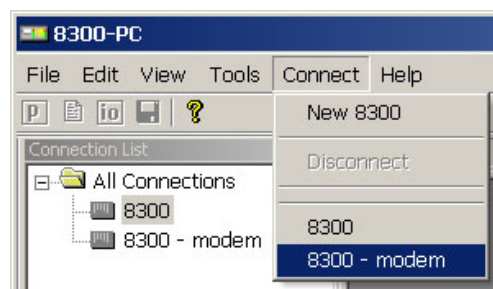 8300-PC
File Edit View Tools Connect Help
p io ?
New 8300
Connection List
Disconnect
All Connections
8300
8300 - modem
8300
8300 - modem